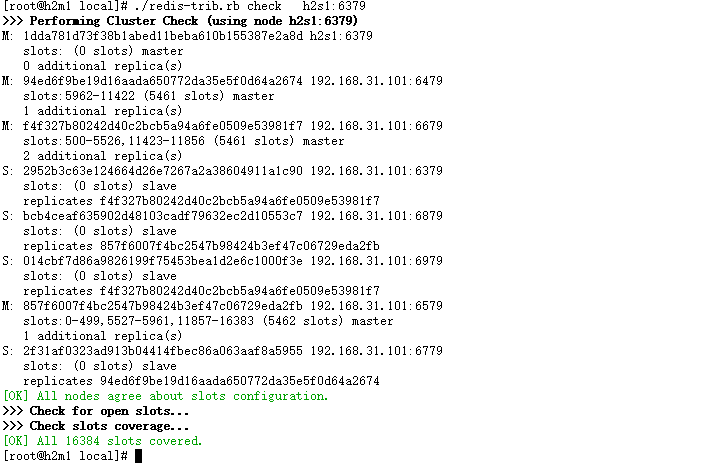 [root@h2m1 local]# ./redis-trib.rb check   h2s1:6379
>>> Performing Cluster Check (using node h2s1:6379)
M: 1dda781d73f38b1abed11beba610b155387e2a8d h2s1:6379
   slots: (0 slots) master
   0 additional replica(s)
M: 94ed6f9be19d16aada650772da35e5f0d64a2674 192.168.31.101:6479
   slots:5962-11422 (5461 slots) master
   1 additional replica(s)
M: f4f327b80242d40c2bcb5a94a6fe0509e53981f7 192.168.31.101:6679
   slots:500-5526,11423-11856 (5461 slots) master
   2 additional replica(s)
S: 2952b3c63e124664d26e7267a2a38604911a1c90 192.168.31.101:6379
   slots: (0 slots) slave
   replicates f4f327b80242d40c2bcb5a94a6fe0509e53981f7
S: bcb4ceaf635902d48103cadf79632ec2d10553c7 192.168.31.101:6879
   slots: (0 slots) slave
   replicates 857f6007f4bc2547b98424b3ef47c06729eda2fb
S: 014cbf7d86a9826199f75453bea1d2e6c1000f3e 192.168.31.101:6979
   slots: (0 slots) slave
   replicates f4f327b80242d40c2bcb5a94a6fe0509e53981f7
M: 857f6007f4bc2547b98424b3ef47c06729eda2fb 192.168.31.101:6579
   slots:0-499,5527-5961,11857-16383 (5462 slots) master
   1 additional replica(s)
S: 2f31af0323ad913b04414fbec86a063aaf8a5955 192.168.31.101:6779
   slots: (0 slots) slave
   replicates 94ed6f9be19d16aada650772da35e5f0d64a2674
[OK] All nodes agree about slots configuration.
>>> Check for open slots...
>>> Check slots coverage...
[OK] All 16384 slots covered.
[root@h2m1 local]#